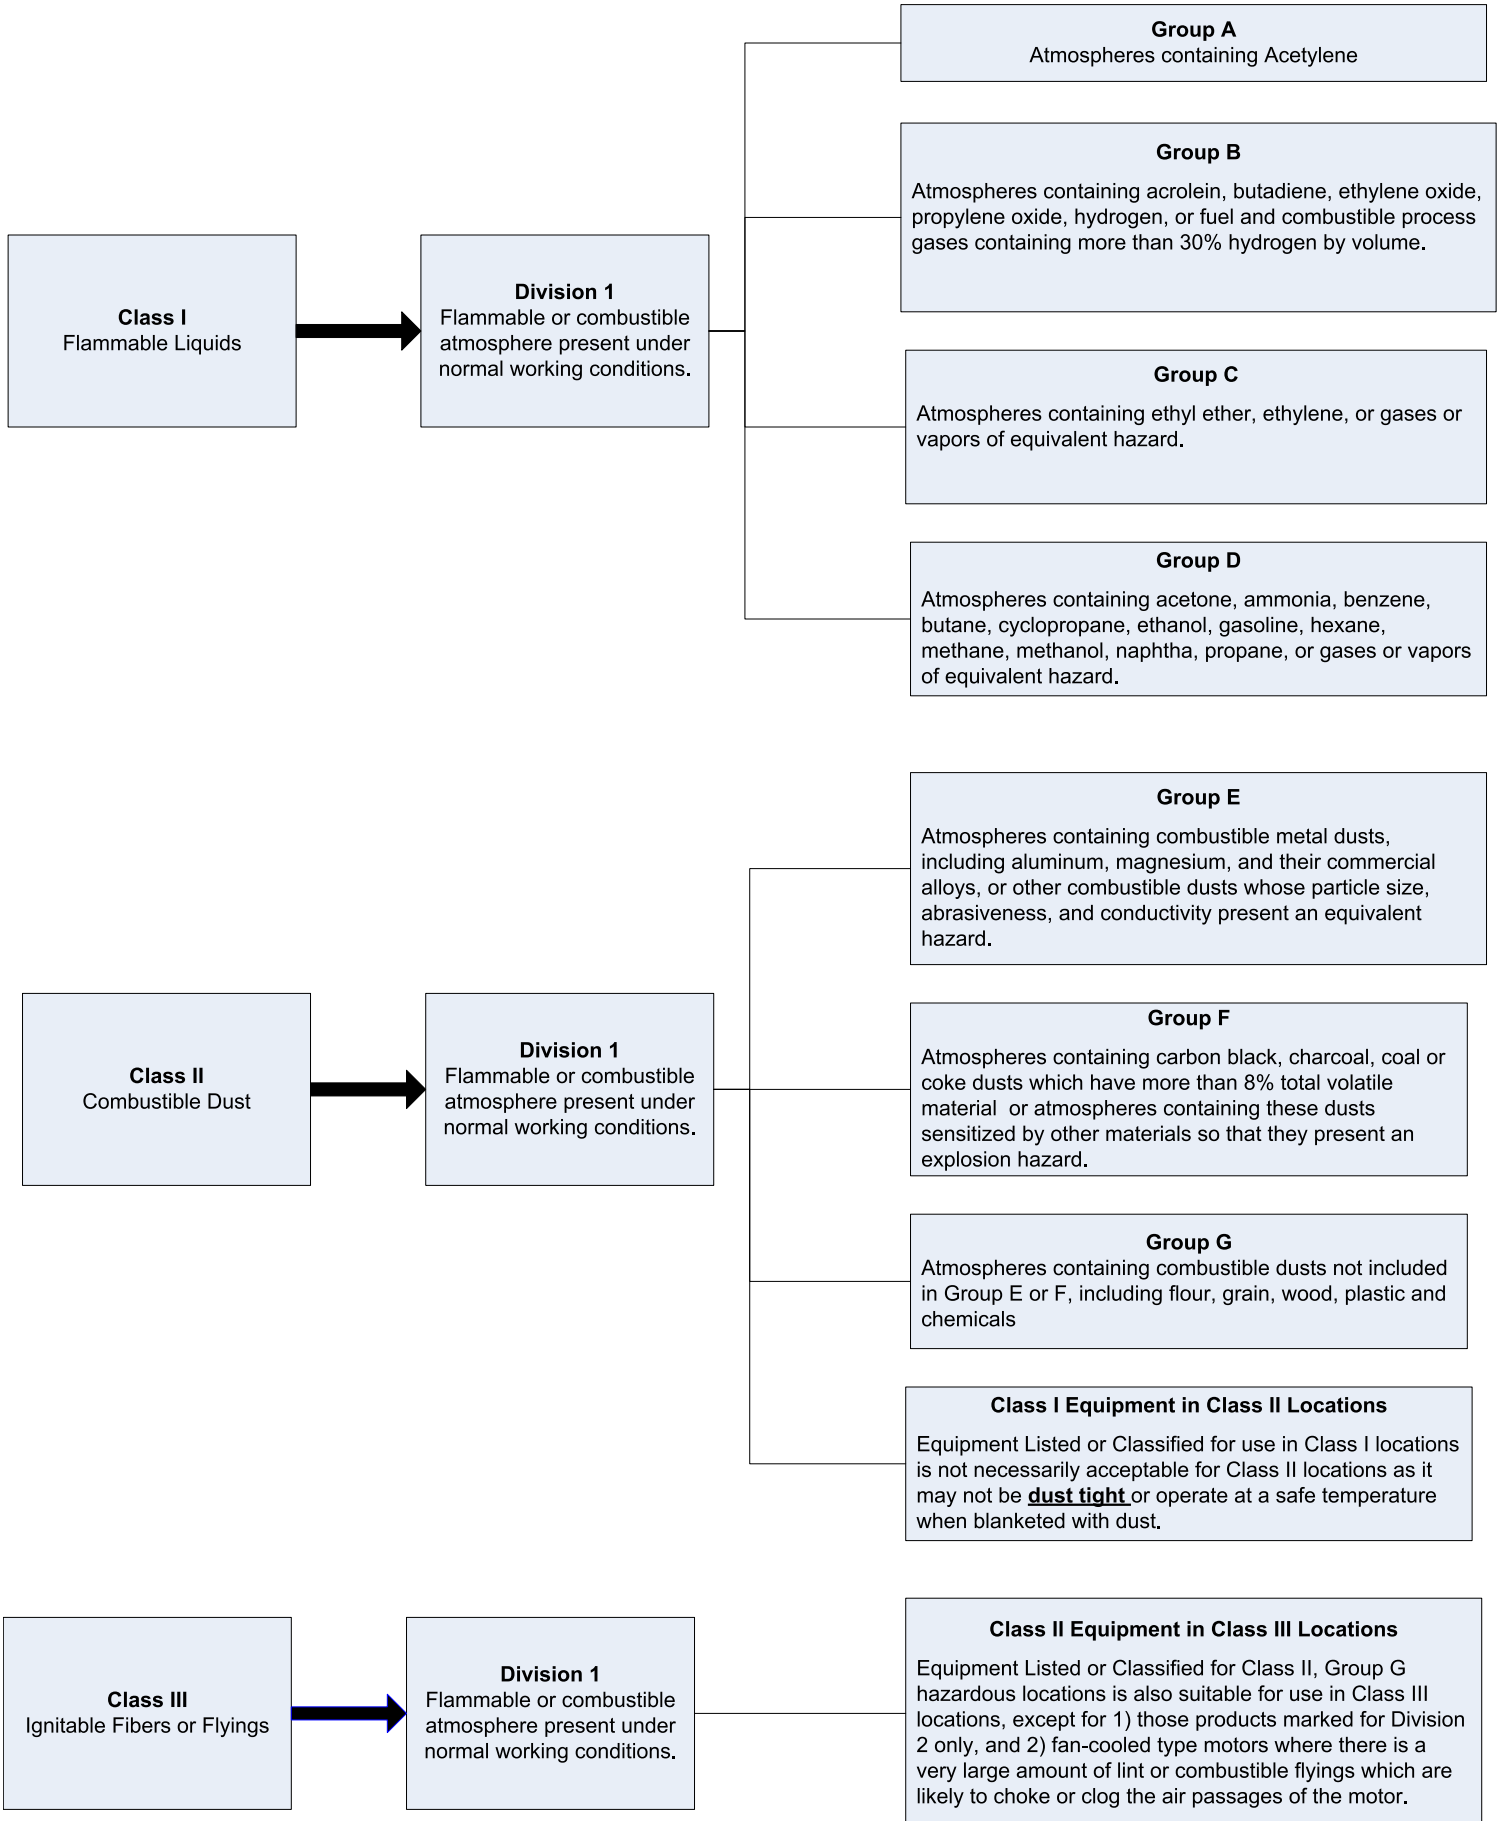 Group A
Atmospheres containing Acetylene
Group B
Atmospheres containing acrolein, butadiene, ethylene oxide,
propylene oxide, hydrogen, or fuel and combustible process
gases containing more than 30% hydrogen by volume.
Class I
Flammable Liquids
Division 1
Flammable or combustible
atmosphere present under
normal working conditions.
Group C
Atmospheres containing ethyl ether, ethylene, or gases or
vapors of equivalent hazard.
Group D
Atmospheres containing acetone, ammonia, benzene,
butane, cyclopropane, ethanol, gasoline, hexane,
methane, methanol, naphtha, propane, or gases or vapors
of equivalent hazard.
Group E
Atmospheres containing combustible metal dusts,
including aluminum, magnesium, and their commercial
alloys, or other combustible dusts whose particle size,
abrasiveness, and conductivity present an equivalent
hazard.
Class II
Combustible Dust
Division 1
Flammable or combustible
atmosphere present under
normal working conditions.
Group F
Atmospheres containing carbon black, charcoal, coal or
coke dusts which have more than 8% total volatile
material  or atmospheres containing these dusts
sensitized by other materials so that they present an
explosion hazard.
Group G
Atmospheres containing combustible dusts not included
in Group E or F, including flour, grain, wood, plastic and
chemicals
Class I Equipment in Class II Locations
Equipment Listed or Classified for use in Class I locations
is not necessarily acceptable for Class II locations as it
may not be dust tight or operate at a safe temperature
when blanketed with dust.
Class III
Ignitable Fibers or Flyings
Division 1
Flammable or combustible
atmosphere present under
normal working conditions.
Class II Equipment in Class III Locations
Equipment Listed or Classified for Class II, Group G
hazardous locations is also suitable for use in Class III
locations, except for 1) those products marked for Division
2 only, and 2) fan-cooled type motors where there is a
very large amount of lint or combustible flyings which are
likely to choke or clog the air passages of the motor.